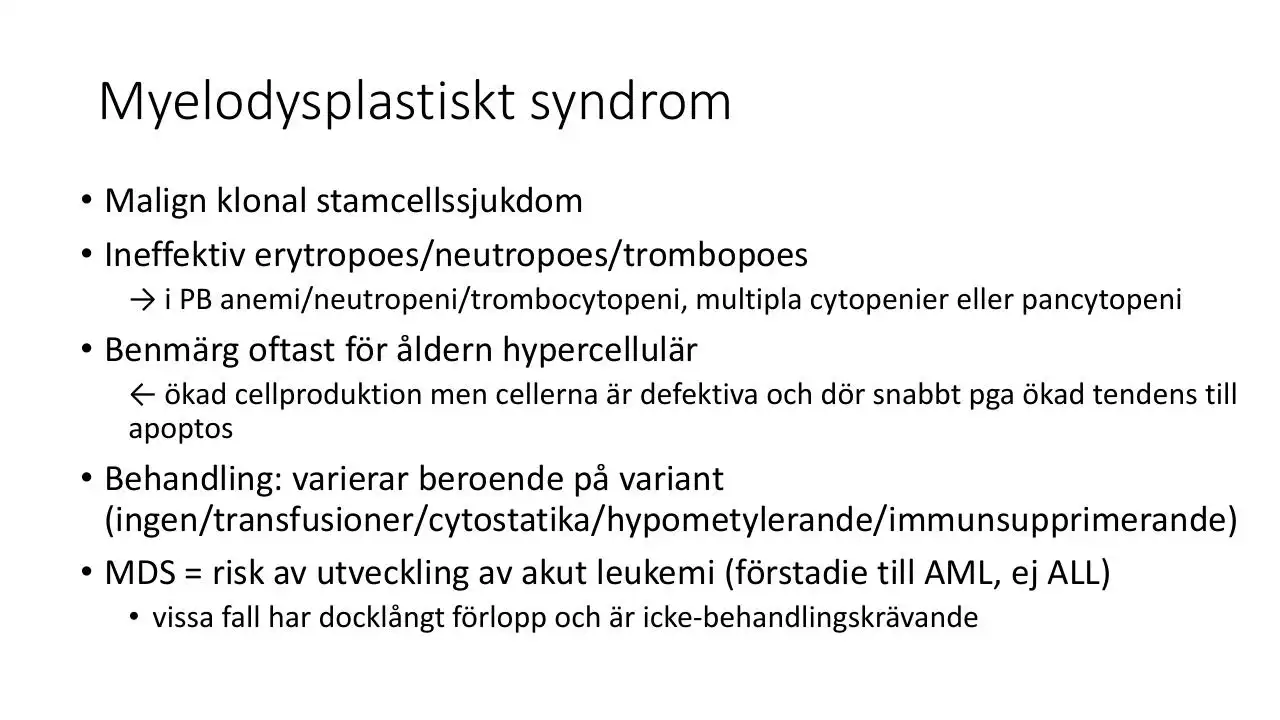 Myelodysplastiskt syndrom
• Malign klonal stamcellssjukdom
• Ineffektiv erytropoes/neutropoes/trombopoes
→ i PB anemi/neutropeni/trombocytopeni, multipla cytopenier eller pancytopeni
• Benmärg oftast för åldern hypercellulär
← ökad cellproduktion men cellerna är defektiva och dör snabbt pga ökad tendens till
apoptos
• Behandling: varierar beroende på variant
(ingen/transfusioner/cytostatika/hypometylerande/immunsupprimerande)
• MDS = risk av utveckling av akut leukemi (förstadie till AML, ej ALL)
• vissa fall har docklångt förlopp och är icke-behandlingskrävande